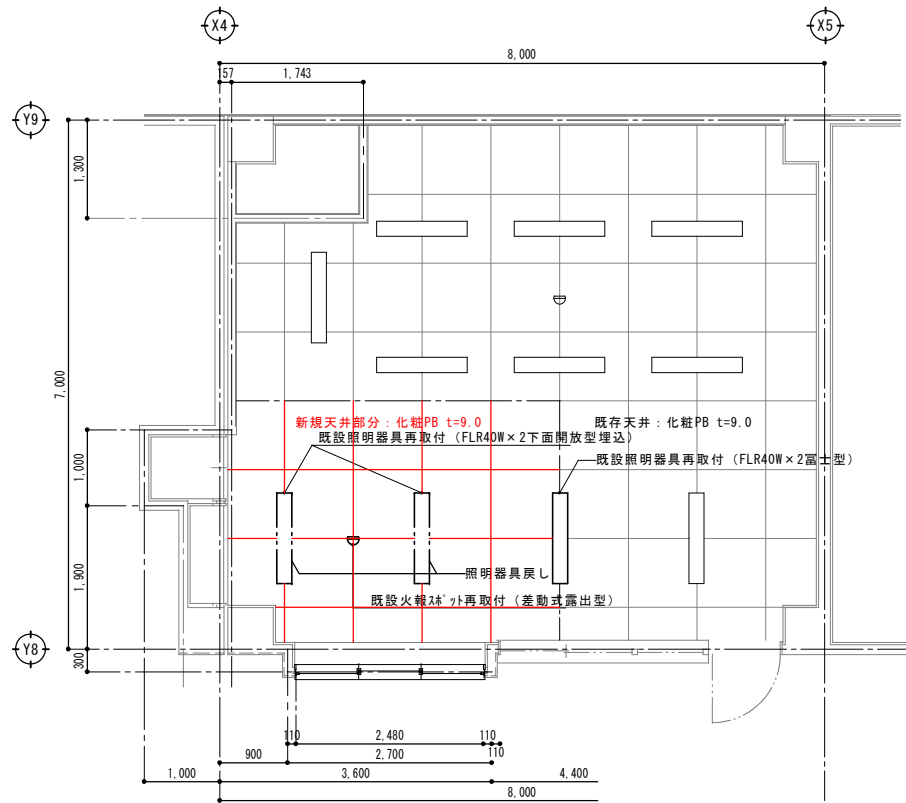 X4
X5
8,000
157
1,743
Y9
1,300
7,000
新規天井部分：化粧PB t=9.0
既存天井：化粧PB t=9.0
既設照明器具再取付（FLR40W×2下面開放型埋込）
既設照明器具再取付（FLR40W×2冨士型）
1,000
照明器具戻し
1,900
既設火報ｽﾎﾟｯﾄ再取付（差動式露出型）
Y8
300
110
2,480
110
900
2,700
110
1,000
3,600
4,400
8,000